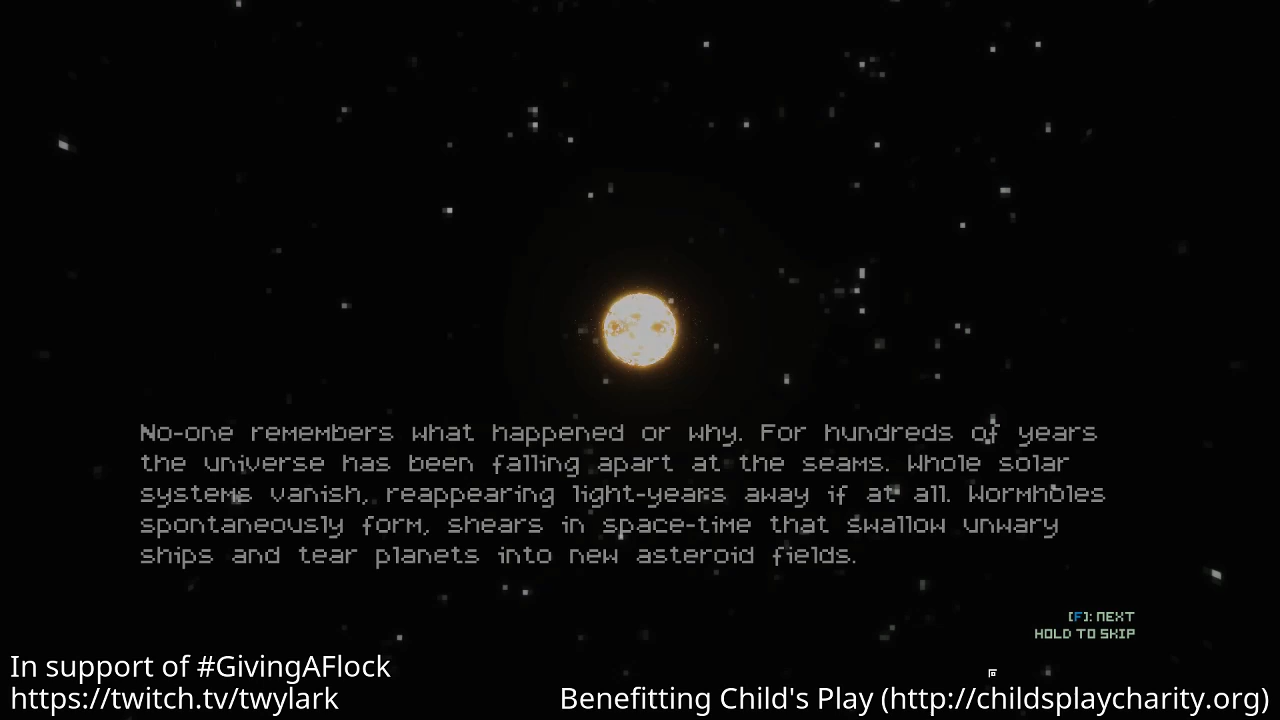 No-one remembers what happened or why. For hundreds of years
the universe has been falling apart at the seams. Whole solar
systems vanish, reappearing light-years away if at all. Wormholes
spontaneously form, shears in space-time that swallow unwary
ships and tear planets into new asteroid fields.
[F]: NEXT
HOLD TO SKIP
In support of #GivingAFlock
https://twitch.tv/twylark
Benefitting Child's Play (http://childsplaycharity.org)